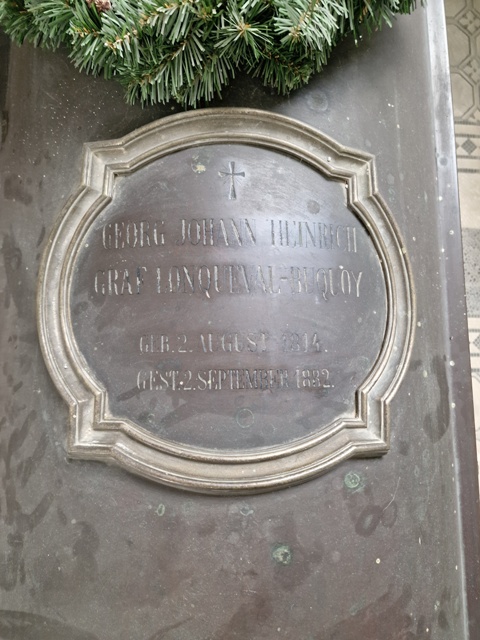 GEORG JOHANN HEINRICH
GRAF LONQUEVAL-BUQUOY
GEB. 2. AUGUST 1814.
GEST. 2. SEPTEMBER 1882.